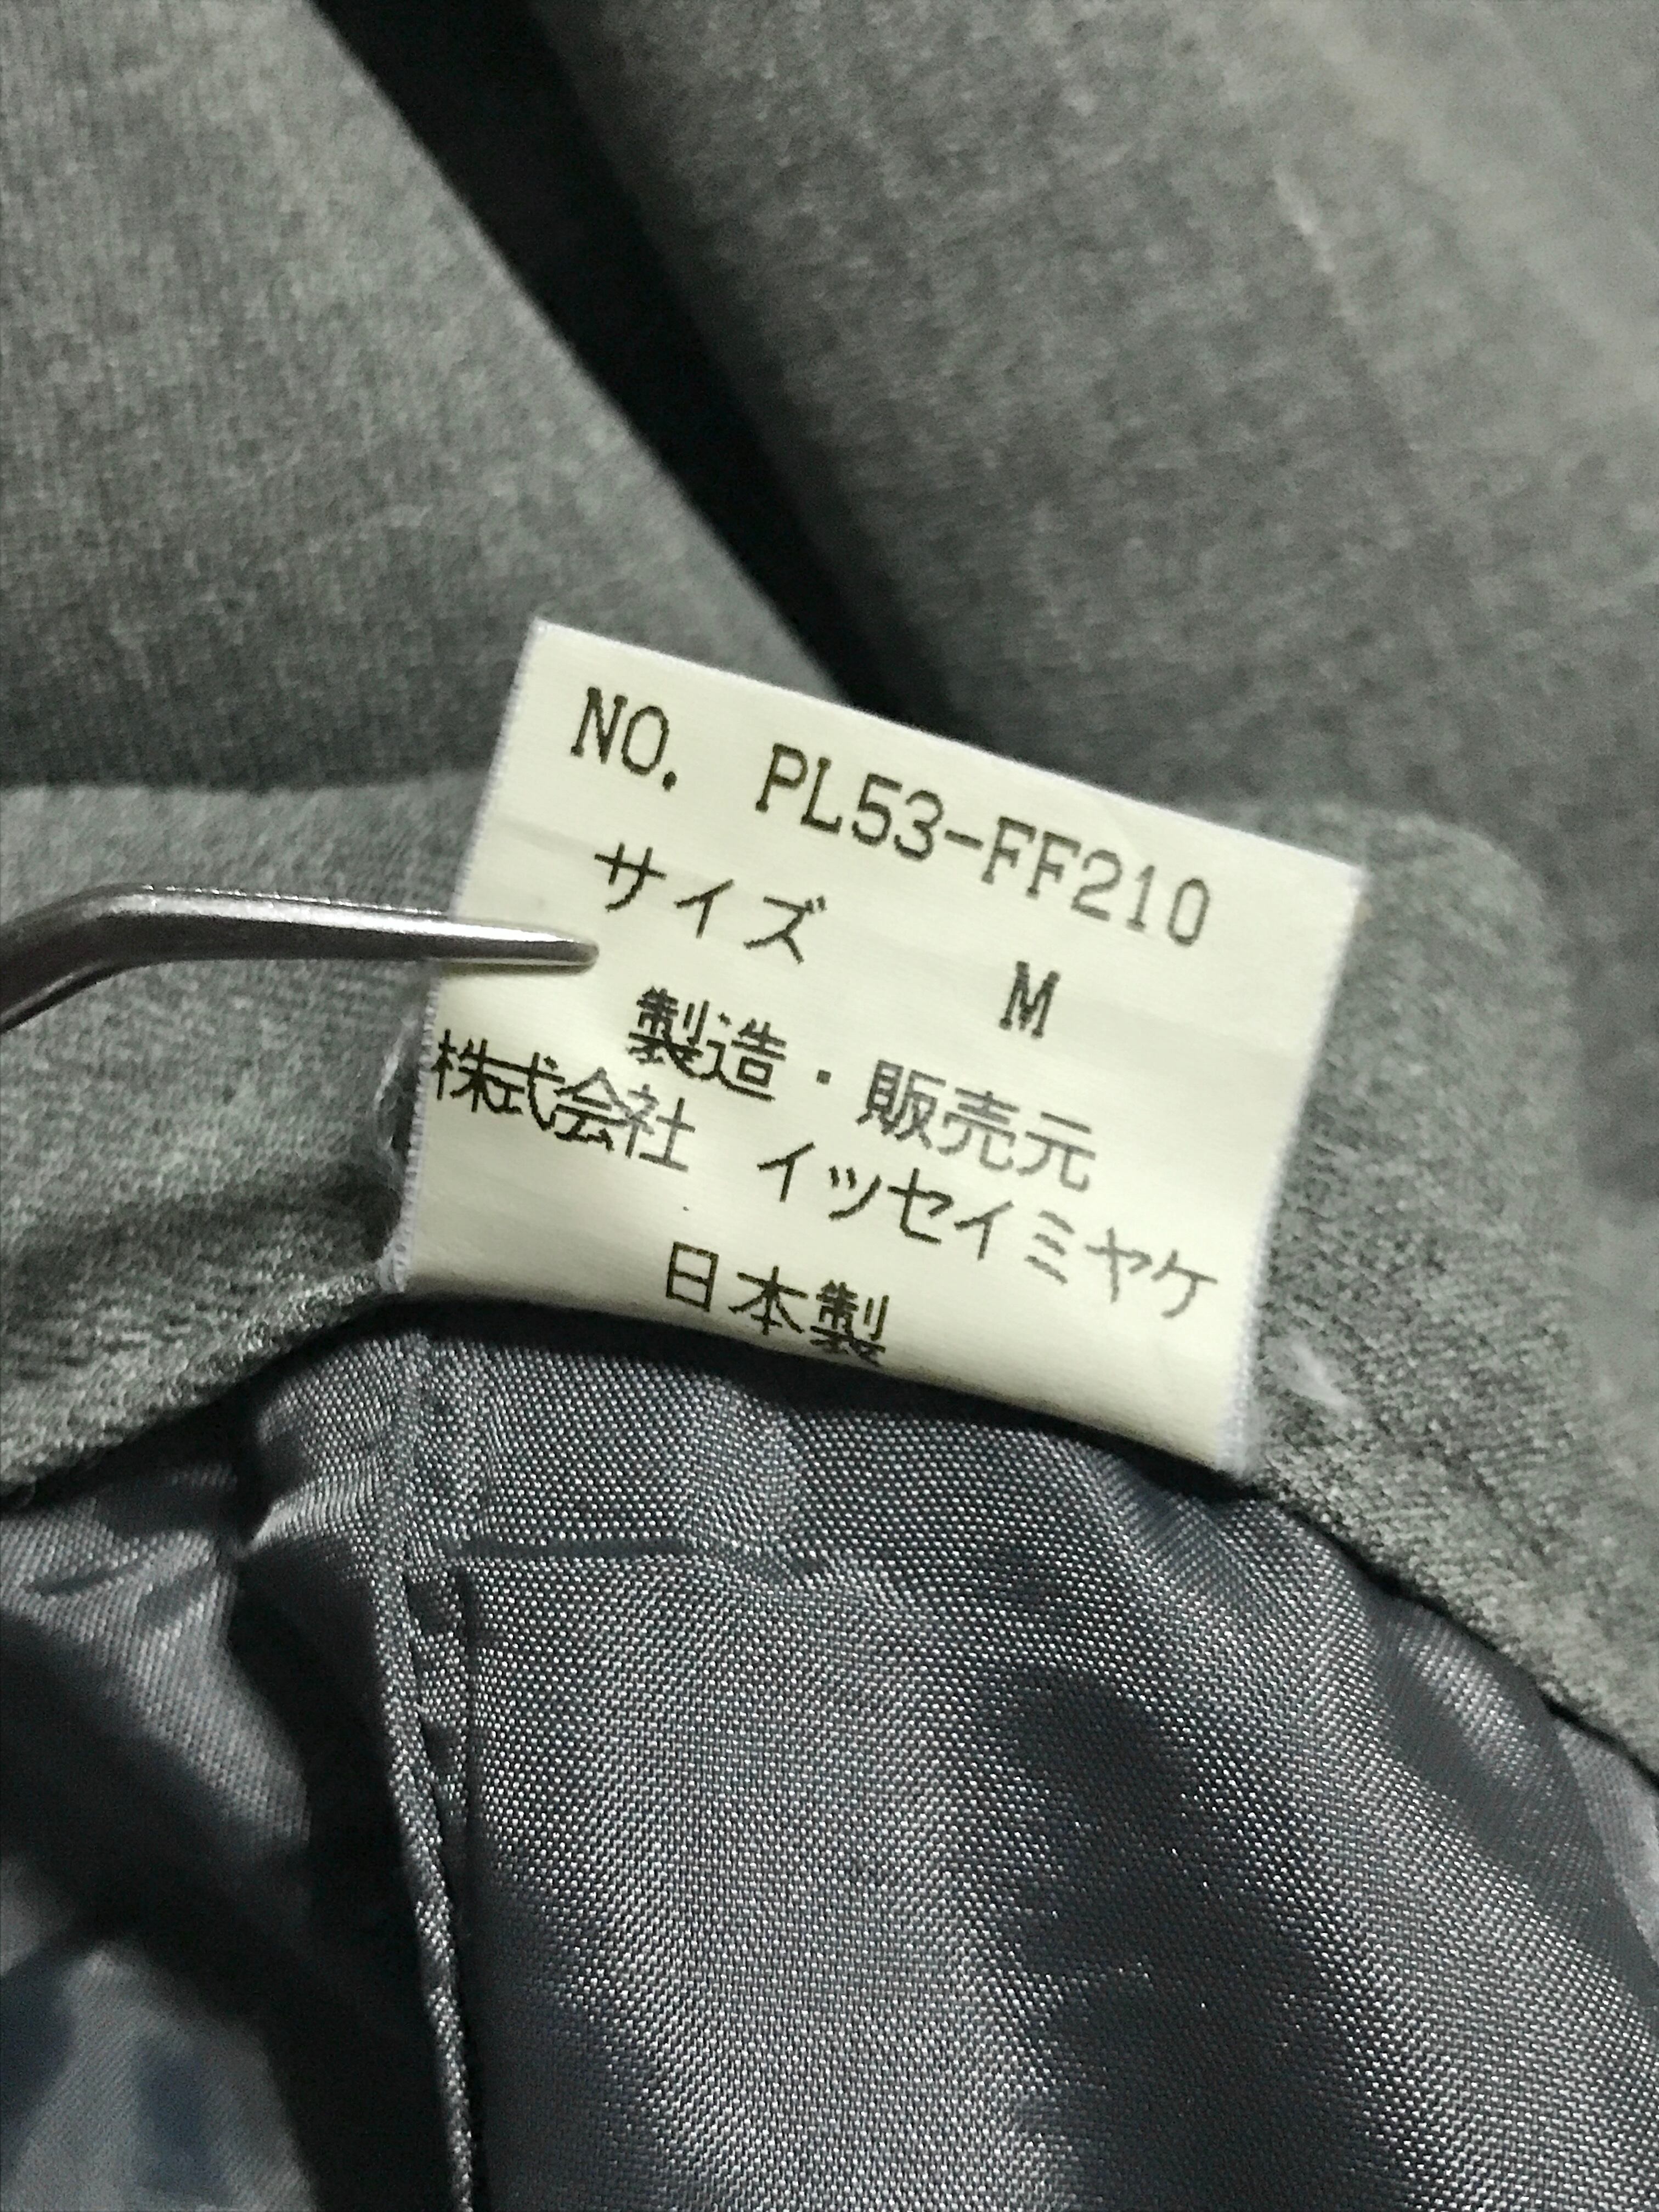 NO. PL53-FF210
サイズ M
製造・販売元
株式会社 イッセイミヤケ
日本製